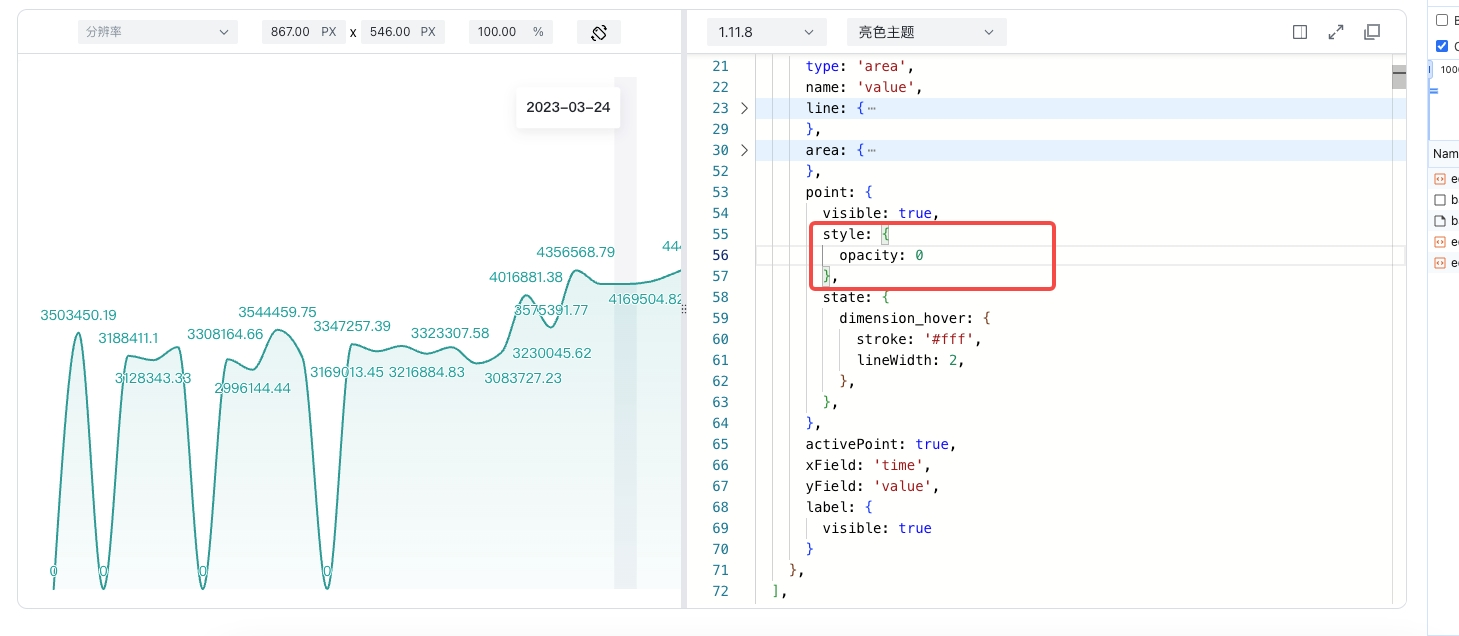 分辨率 867.00 PX x 546.00 PX 100.00 %
2023-03-24
4356568.79
444
4016881.38
4169504.82
3503450.19
3544459.75
3575391.77
3188411.1
3308164.66
3347257.39
3323307.58
3230045.62
3128343.33
2996144.44
3169013.45
3216884.83
3083727.23
0
0
0
0
1.11.8 亮色主题
21 type: 'area',
22 name: 'value',
23 line: {⋯
29 },
30 area: {⋯
52 },
53 point: {
54 visible: true,
55 style: {
56 opacity: 0
57 },
58 state: {
59 dimension_hover: {
60 stroke: '#fff',
61 lineWidth: 2,
62 },
63 },
64 },
65 activePoint: true,
66 xField: 'time',
67 yField: 'value',
68 label: {
69 visible: true
70 }
71 },
72 ],
100
Nam
e
b
b
e
e